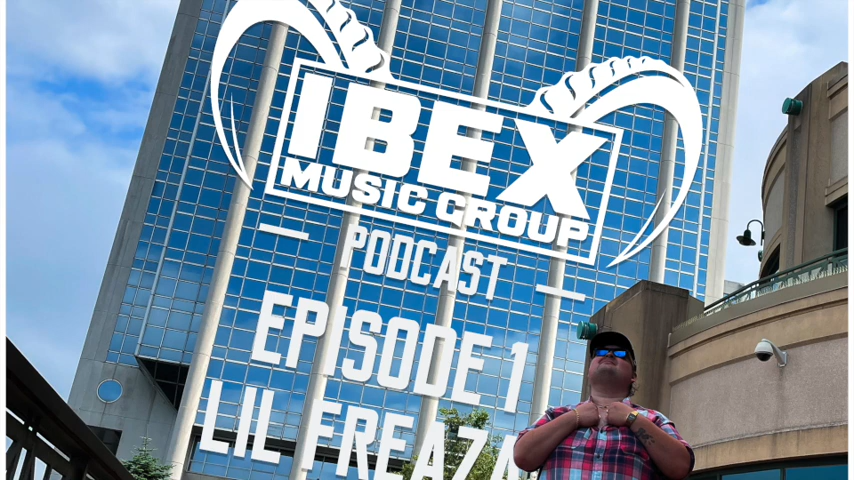 IBEX
MUSIC GROUP
PODCAST
EPISODE 1
LIL FREAZA